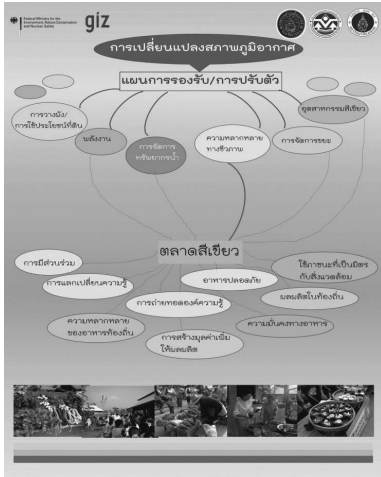 Federal Ministry for the
Environment, Nature Conservation
and Nuclear Safety
giz
การเปลี่ยนแปลงสภาพภูมิอากาศ
แผนการรองรับ/การปรับตัว
การวางผัง/
การใช้ประโยชน์ที่ดิน
พลังงาน
การจัดการ
ทรัพยากรน้ำ
ความหลากหลาย
ทางชีวภาพ
การจัดการขยะ
อุตสาหกรรมสีเขียว
ตลาดสีเขียว
การมีส่วนร่วม
การแลกเปลี่ยนความรู้
อาหารปลอดภัย
ใช้ภาชนะที่เป็นมิตร
กับสิ่งแวดล้อม
การถ่ายทอดองค์ความรู้
ผลผลิตในท้องถิ่น
ความหลากหลาย
ของอาหารท้องถิ่น
การสร้างมูลค่าเพิ่ม
ให้ผลผลิต
ความมั่นคงทางอาหาร